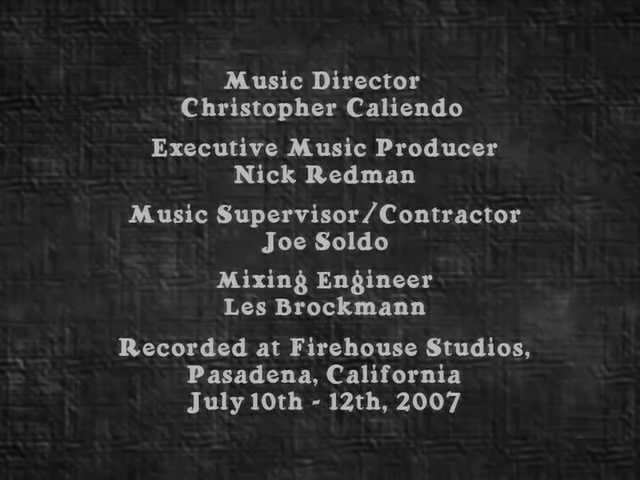 Music Director
Christopher Caliendo
Executive Music Producer
Nick Redman
Music Supervisor/Contractor
Joe Soldo
Mixing Engineer
Les Brockmann
Recorded at Firehouse Studios,
Pasadena, California
July 10th - 12th, 2007